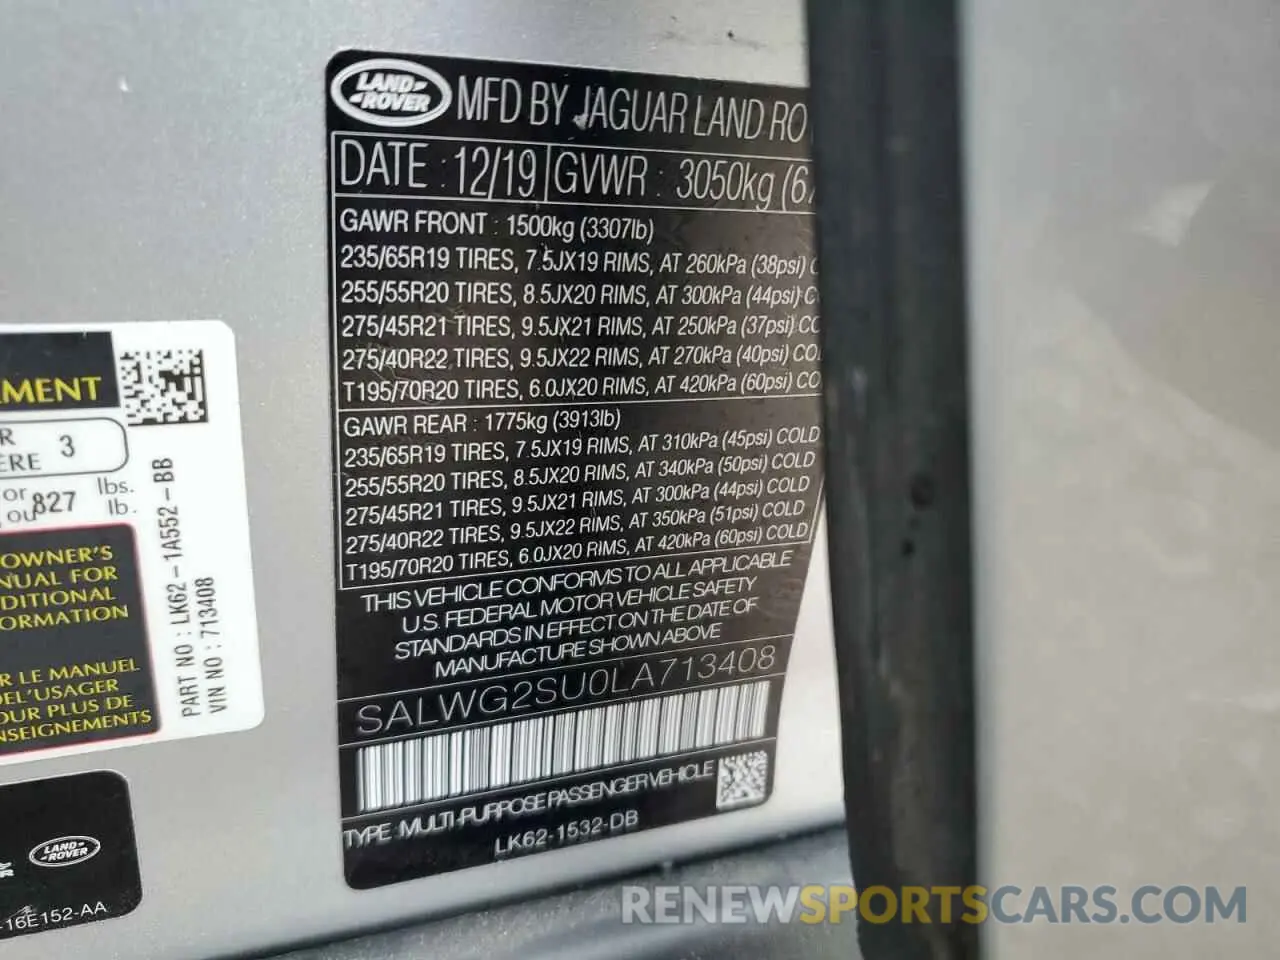 LAND ROVER
MFD BY JAGUAR LAND RO
DATE : 12/19 GVWR : 3050kg (6
GAWR FRONT : 1500kg (3307lb)
235/65R19 TIRES, 7.5JX19 RIMS, AT 260kPa (38psi) C
255/55R20 TIRES, 8.5JX20 RIMS, AT 300kPa (44psi) C
275/45R21 TIRES, 9.5JX21 RIMS, AT 250kPa (37psi) CO
275/40R22, TIRES, 9.5JX22 RIMS, AT 270kPa (40psi) CO
T195/70R20 TIRES, 6.0JX20 RIMS, AT 420kPa (60psi) CO
GAWR REAR : 1775kg (3913lb)
235/65R19 TIRES, 7.5JX19 RIMS, AT 310kPa (45psi) COLD
255/55R20 TIRES, 8.5JX20 RIMS, AT 340kPa (50psi) COLD
275/45R21 TIRES, 9.5JX21 RIMS, AT 300kPa (44psi) COLD
275/40R22 TIRES, 9.5JX22 RIMS, AT 350kPa (51psi) COLD
T195/70R20 TIRES, 6.0JX20 RIMS, AT 420kPa (60psi) COLD
THIS VEHICLE CONFORMS TO ALL APPLICABLE
U.S. FEDERAL MOTOR VEHICLE SAFETY
STANDARDS IN EFFECT ON THE DATE OF
MANUFACTURE SHOWN ABOVE
SALWG2SU0LA713408
TYPE : MULTI-PURPOSE PASSENGER VEHICLE
LK62-1532-DB
EMENT
R
ÈRE 3
or
ou 827 lbs.
lb.
OWNER'S
NUAL FOR
DITIONAL
ORMATION
R LE MANUEL
DEL'USAGER
OUR PLUS DE
NSEIGNEMENTS
PART NO : LK62-1A552-BB
VIN NO : 713408
LAND ROVER
-16E152-AA
RENEWSPORTSCARS.COM